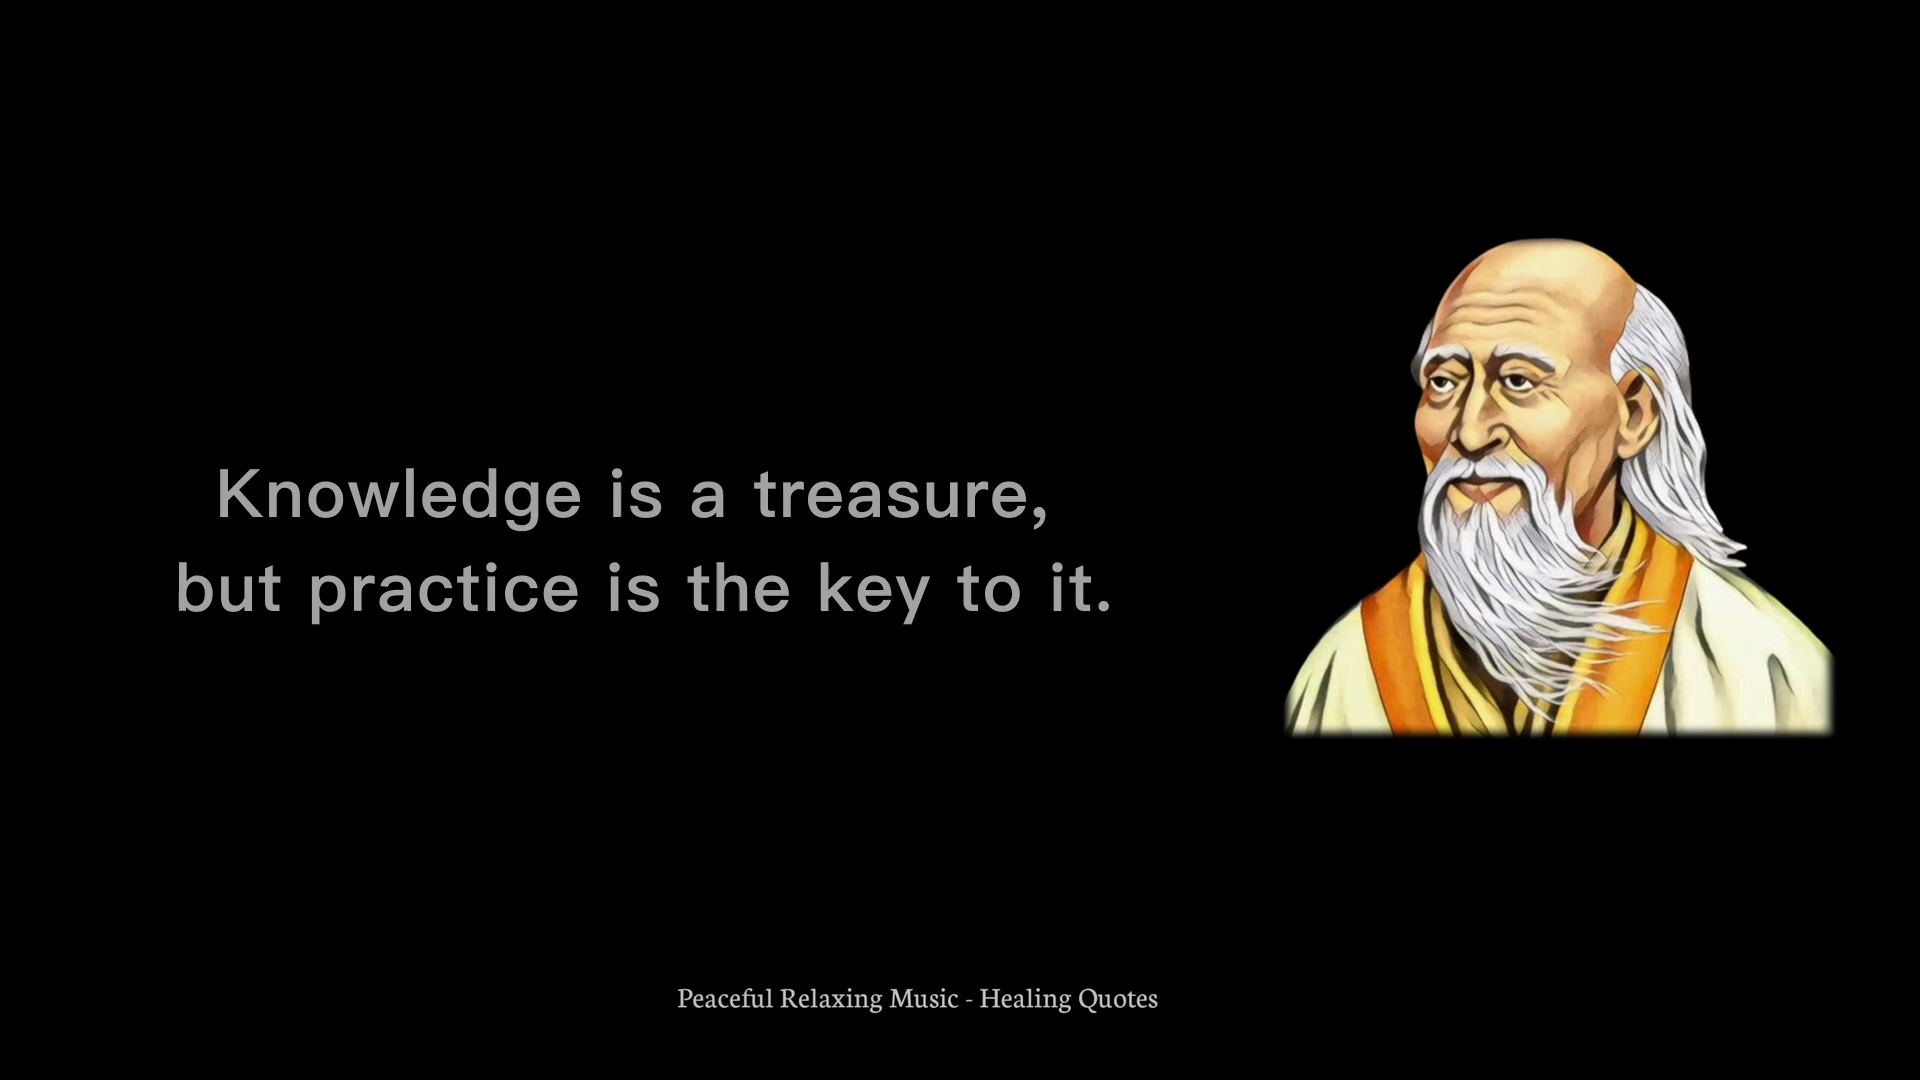 Knowledge is a treasure,
but practice is the key to it.
Peaceful Relaxing Music - Healing Quotes